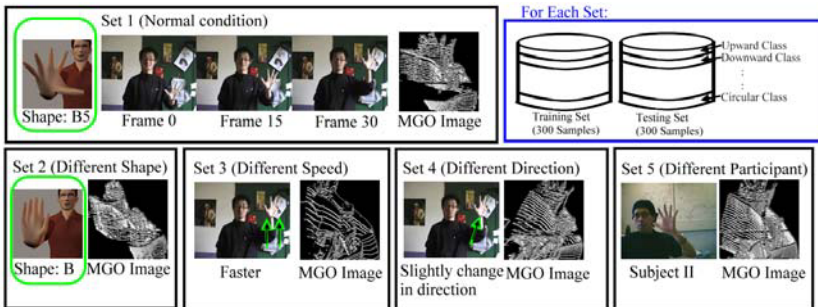 Set 1 (Normal condition)
Shape: B5
Frame 0
Frame 15
Frame 30
MGO Image
For Each Set:
Upward Class
Downward Class
:
:
Circular Class
Training Set
(300 Samples)
Testing Set
(300 Samples)
Set 2 (Different Shape)
Shape: B
MGO Image
Set 3 (Different Speed)
Faster
MGO Image
Set 4 (Different Direction)
Slightly change
in direction
MGO Image
Set 5 (Different Participant)
Subject II
MGO Image